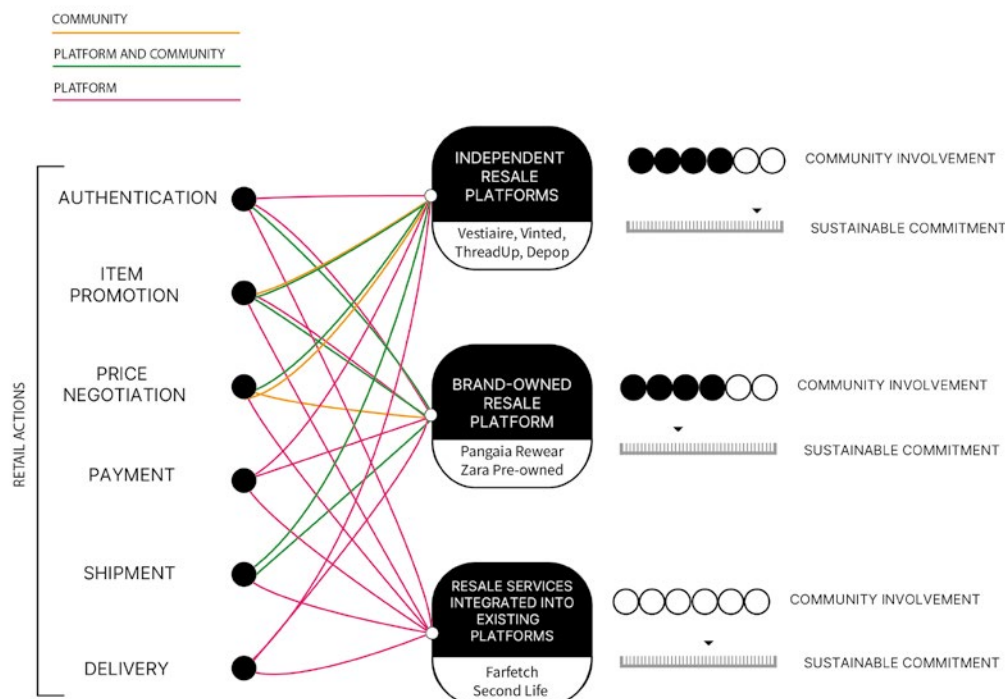 COMMUNITY
PLATFORM AND COMMUNITY
PLATFORM
RETAIL ACTIONS
AUTHENTICATION
ITEM
PROMOTION
PRICE
NEGOTIATION
PAYMENT
SHIPMENT
DELIVERY
INDEPENDENT
RESALE
PLATFORMS
Vestiaire, Vinted,
ThreadUp, Depop
COMMUNITY INVOLVEMENT
SUSTAINABLE COMMITMENT
BRAND-OWNED
RESALE
PLATFORM
Pangaia Rewear
Zara Pre-owned
COMMUNITY INVOLVEMENT
SUSTAINABLE COMMITMENT
RESALE SERVICES
INTEGRATED INTO
EXISTING
PLATFORMS
Farfetch
Second Life
COMMUNITY INVOLVEMENT
SUSTAINABLE COMMITMENT